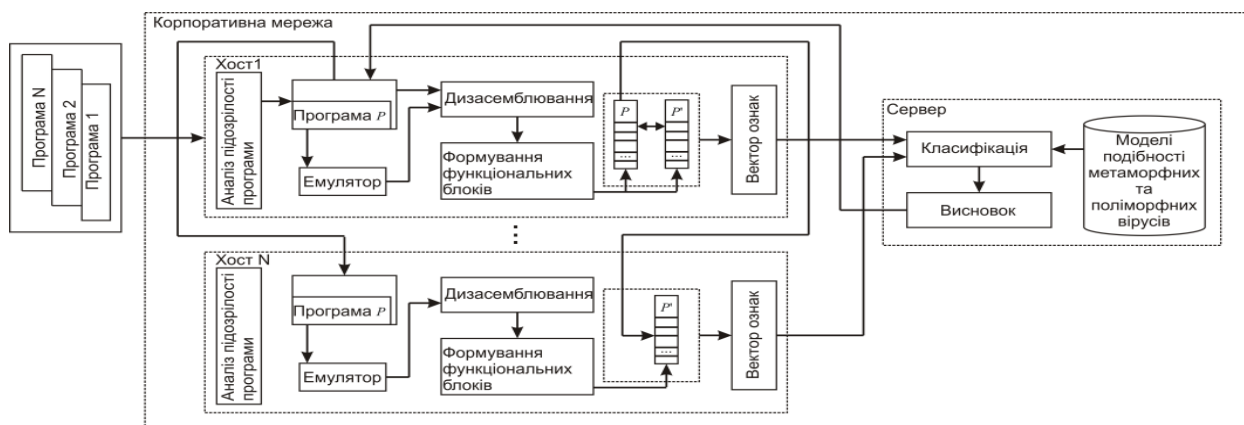 Корпоративна мережа
Програма N
Програма 2
Програма 1
Хост1
Аналіз підозрілості
програми
Програма P
Емулятор
Дизасемблювання
Формування
функціональних
блоків
P
...
P'
...
Вектор ознак
Сервер
Класифікація
Висновок
Моделі
подібності
метаморфних
та
поліморфних
вірусів
...
Хост N
Аналіз підозрілості
програми
Програма P
Емулятор
Дизасемблювання
Формування
функціональних
блоків
P'
...
Вектор ознак